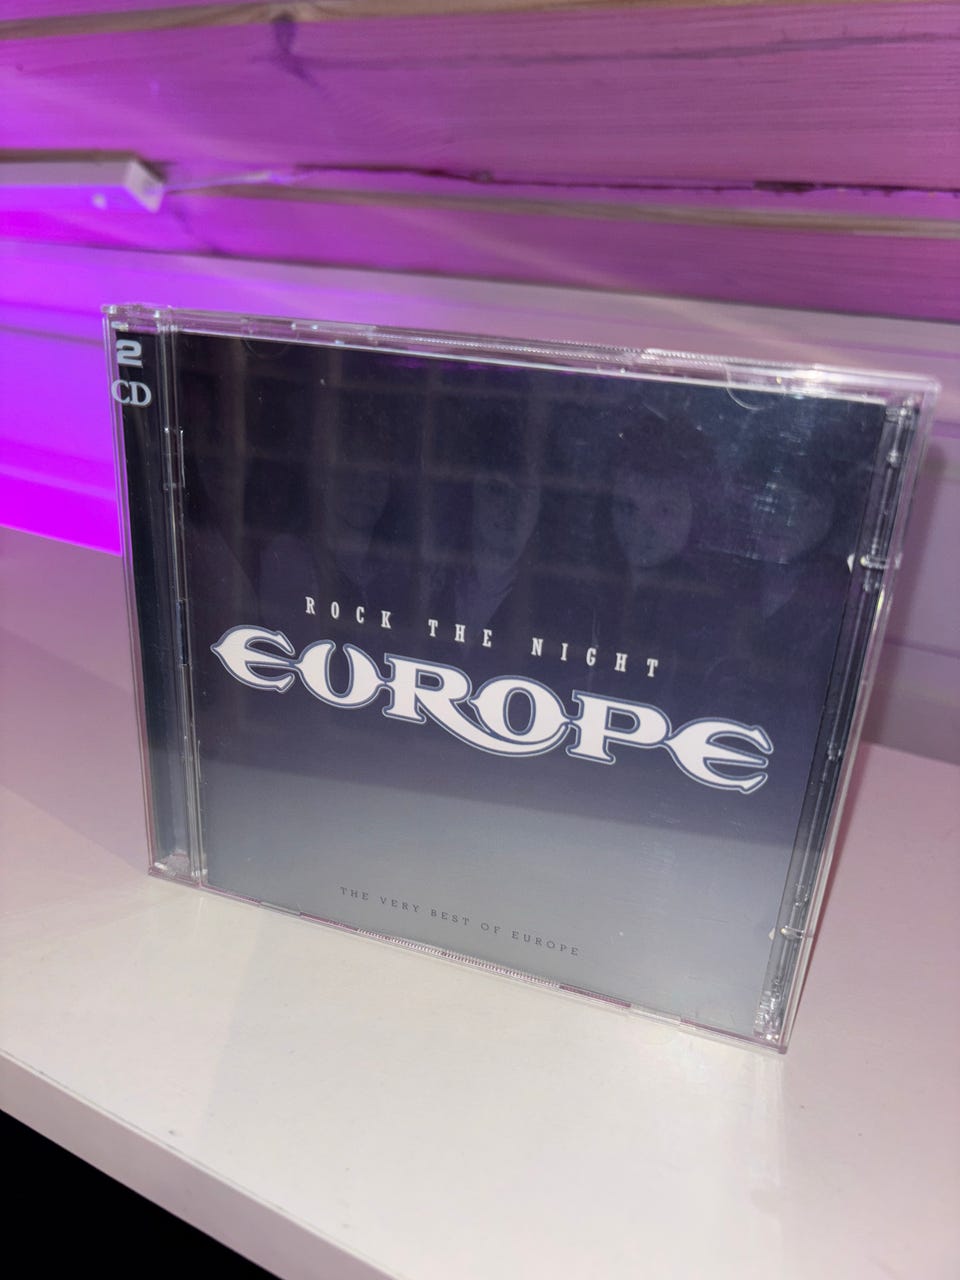 2
CD
ROCK THE NIGHT
EUROPE
THE VERY BEST OF EUROPE